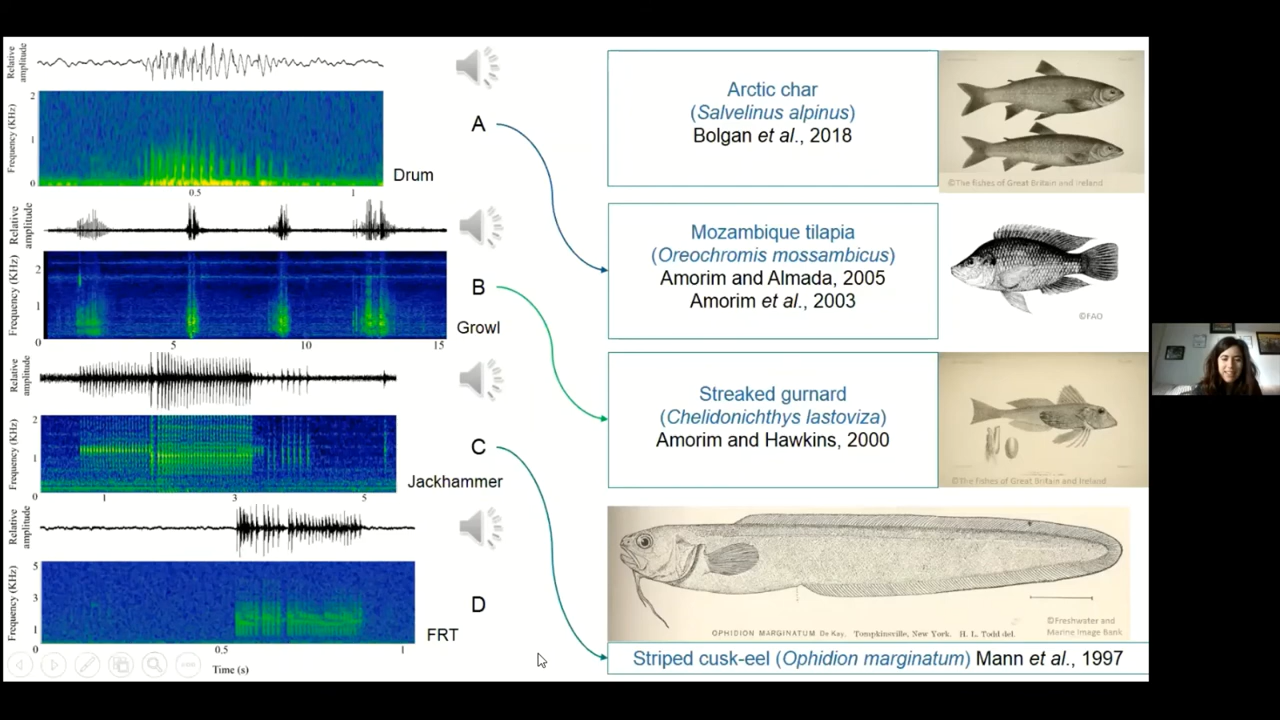 Relative amplitude
Frequency (KHz)
2
1
0
0.5
1
A
Drum
Relative amplitude
Frequency (KHz)
2
1
0
5
10
15
B
Growl
Relative amplitude
Frequency (KHz)
2
1
0
1
3
5
C
Jackhammer
Relative amplitude
Frequency (KHz)
5
3
1
0
0.5
1
D
FRT
Time (s)
Arctic char
(Salvelinus alpinus)
Bolgan et al., 2018
©The fishes of Great Britain and Ireland
Mozambique tilapia
(Oreochromis mossambicus)
Amorim and Almada, 2005
Amorim et al., 2003
©FAO
Streaked gurnard
(Chelidonichthys lastoviza)
Amorim and Hawkins, 2000
©The fishes of Great Britain and Ireland
OPHIDION MARGINATUM De Kay. Tompkinsville, New York. H. L. Todd del.
©Freshwater and
Marine Image Bank
Striped cusk-eel (Ophidion marginatum) Mann et al., 1997